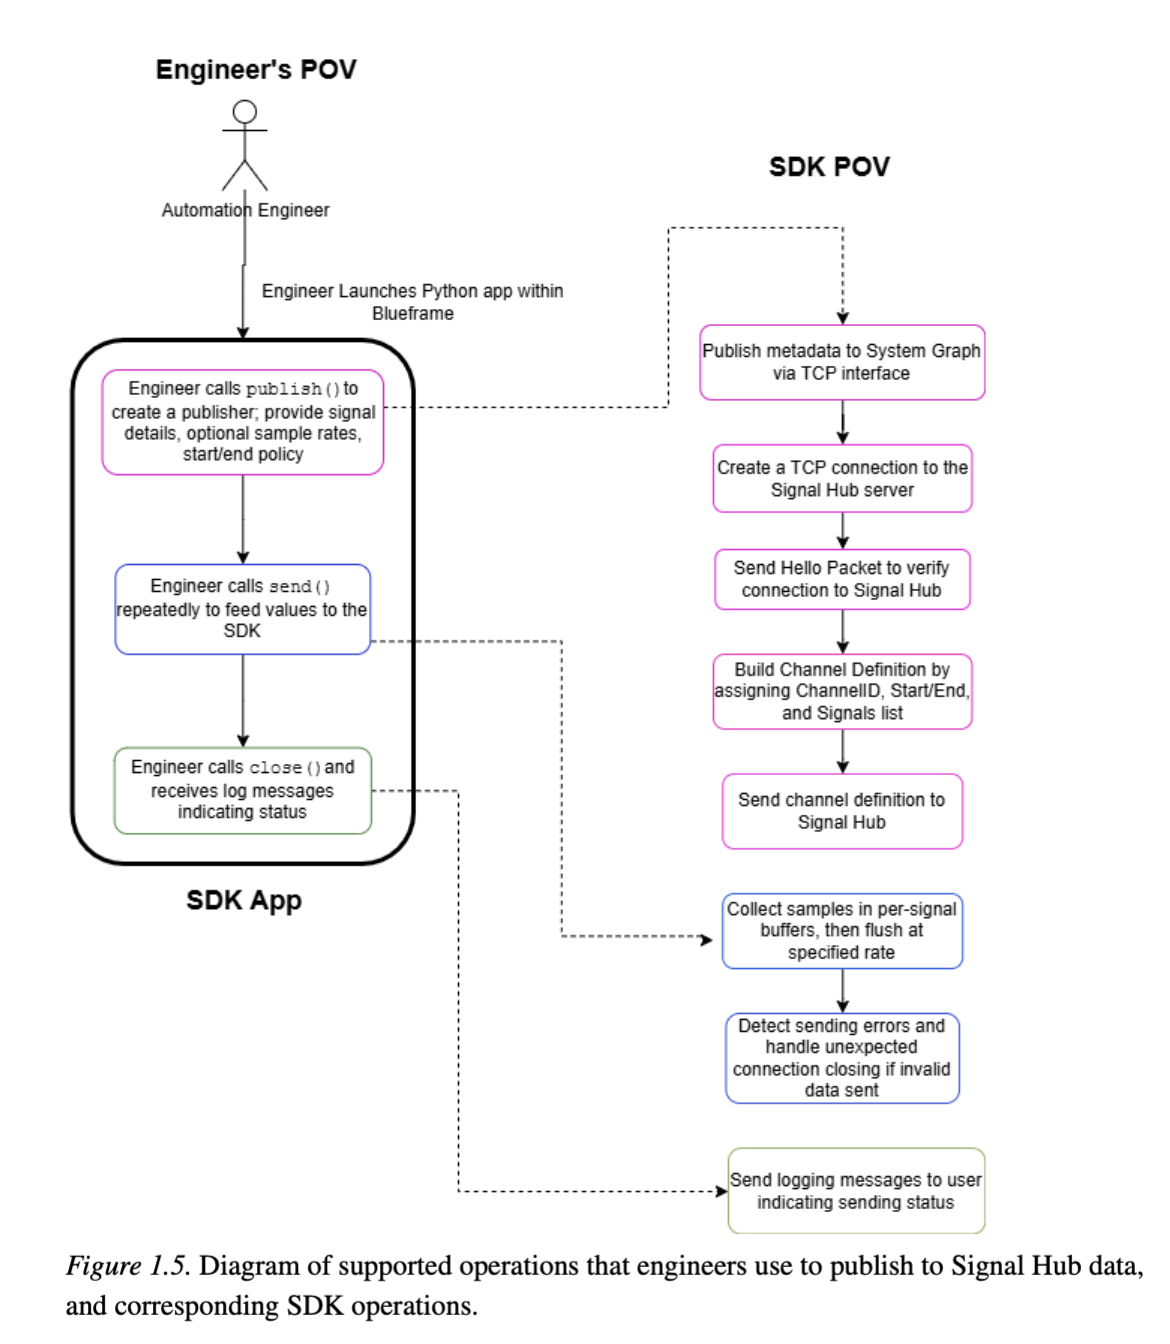 Engineer's POV
Automation Engineer
Engineer Launches Python app within
Blueframe
Engineer calls publish() to
create a publisher; provide signal
details, optional sample rates,
start/end policy
Engineer calls send()
repeatedly to feed values to the
SDK
Engineer calls close() and
receives log messages
indicating status
SDK App
SDK POV
Publish metadata to System Graph
via TCP interface
Create a TCP connection to the
Signal Hub server
Send Hello Packet to verify
connection to Signal Hub
Build Channel Definition by
assigning ChannelID, Start/End,
and Signals list
Send channel definition to
Signal Hub
Collect samples in per-signal
buffers, then flush at
specified rate
Detect sending errors and
handle unexpected
connection closing if invalid
data sent
Send logging messages to user
indicating sending status
Figure 1.5. Diagram of supported operations that engineers use to publish to Signal Hub data,
and corresponding SDK operations.